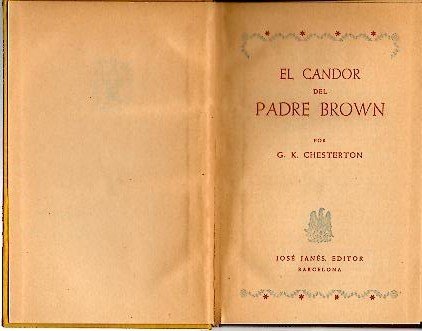 EL CANDOR
DEL
PADRE BROWN
POR
G. K. CHESTERTON
JOSÉ JANÉS, EDITOR
BARCELONA